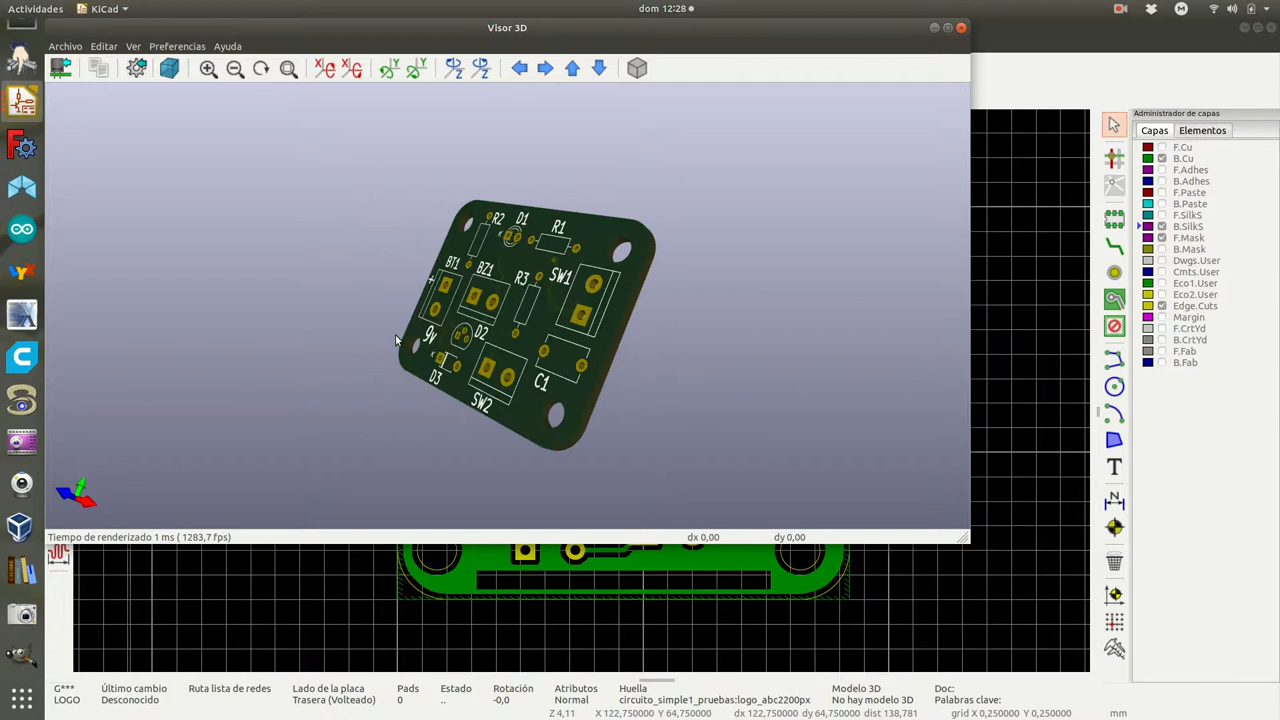 Actividades
KiCad
dom 12:28
Visor 3D
Archivo Editar Ver Preferencias Ayuda
R2
D1
R1
BT1
BZ1
SW1
R3
+
9V
D2
K
D3
SW2
C1
K
Tiempo de renderizado 1 ms ( 1283,7 fps)
dx 0,00
dy 0,00
Administrador de capas
Capas Elementos
F.Cu
B.Cu
F.Adhes
B.Adhes
F.Paste
B.Paste
F.SilkS
B.SilkS
F.Mask
B.Mask
Dwgs.User
Cmts.User
Eco1.User
Eco2.User
Edge.Cuts
Margin
F.CrtYd
B.CrtYd
F.Fab
B.Fab
G*** Último cambio Ruta lista de redes Lado de la placa Pads Estado Rotación Atributos Huella Modelo 3D Doc:
LOGO Desconocido Trasera (Volteado) 0 .. -0,0 Normal circuito_simple1_pruebas:logo_abc2200px No hay modelo 3D Palabras clave:
Z 4,11 X 122,750000 Y 64,750000 dx 122,750000 dy 64,750000 dist 138,781 grid X 0,250000 Y 0,250000 mm